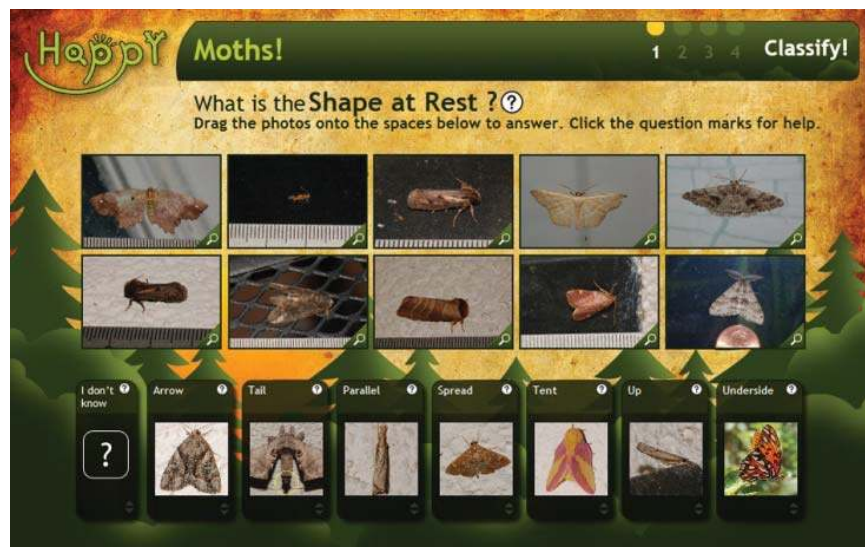 Happy
Moths!
1 2 3 4
Classify!
What is the Shape at Rest ? ?
Drag the photos onto the spaces below to answer. Click the question marks for help.
I don't know ?
Arrow ?
Tail ?
Parallel ?
Spread ?
Tent ?
Up ?
Underside ?
?